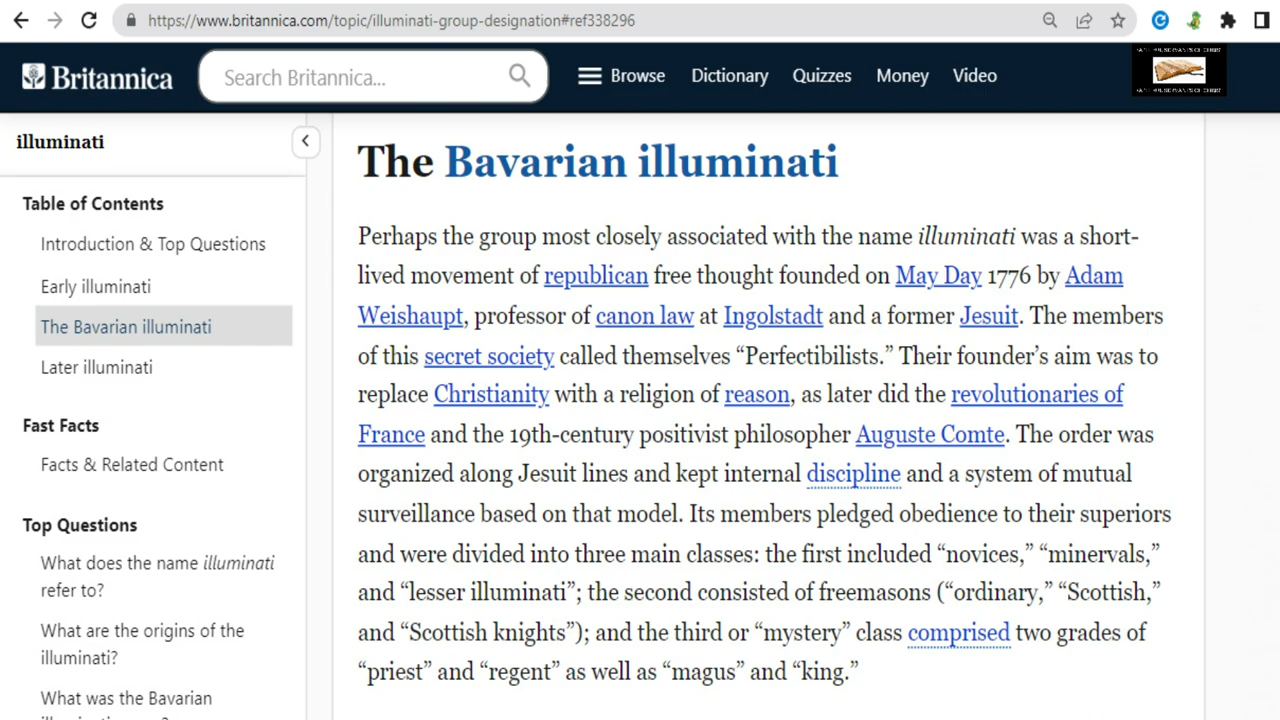 https://www.britannica.com/topic/illuminati-group-designation#ref338296
Britannica
Search Britannica...
Browse
Dictionary
Quizzes
Money
Video
illuminati
Table of Contents
Introduction & Top Questions
Early illuminati
The Bavarian illuminati
Later illuminati
Fast Facts
Facts & Related Content
Top Questions
What does the name illuminati
refer to?
What are the origins of the
illuminati?
What was the Bavarian
The Bavarian illuminati
Perhaps the group most closely associated with the name illuminati was a short-
lived movement of republican free thought founded on May Day 1776 by Adam
Weishaupt, professor of canon law at Ingolstadt and a former Jesuit. The members
of this secret society called themselves “Perfectibilists.” Their founder’s aim was to
replace Christianity with a religion of reason, as later did the revolutionaries of
France and the 19th-century positivist philosopher Auguste Comte. The order was
organized along Jesuit lines and kept internal discipline and a system of mutual
surveillance based on that model. Its members pledged obedience to their superiors
and were divided into three main classes: the first included “novices,” “minervals,”
and “lesser illuminati”; the second consisted of freemasons (“ordinary,” “Scottish,”
and “Scottish knights”); and the third or “mystery” class comprised two grades of
“priest” and “regent” as well as “magus” and “king.”